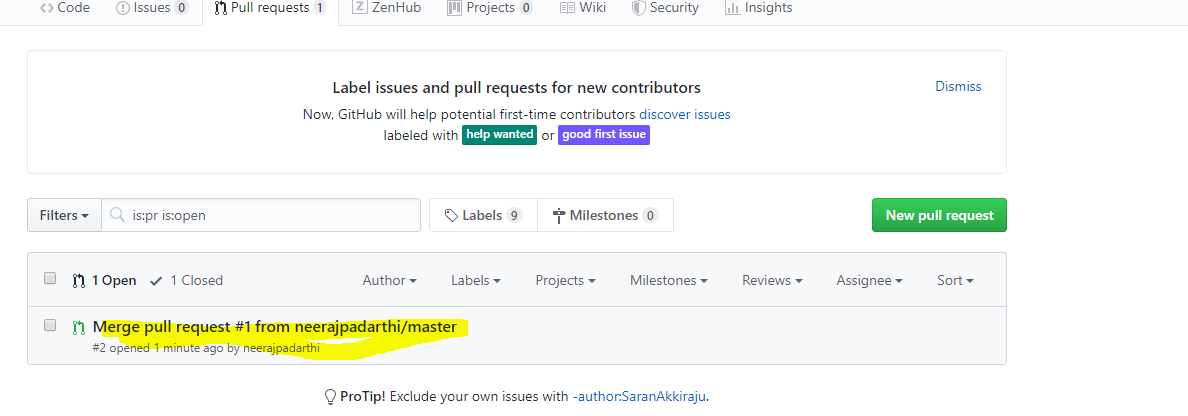 Code Issues 0 Pull requests 1 ZenHub Projects 0 Wiki Security Insights
Label issues and pull requests for new contributors
Dismiss
Now, GitHub will help potential first-time contributors discover issues
labeled with help wanted or good first issue
Filters is:pr is:open Labels 9 Milestones 0 New pull request
1 Open 1 Closed Author Labels Projects Milestones Reviews Assignee Sort
Merge pull request #1 from neerajpadarthi/master
#2 opened 1 minute ago by neerajpadarthi
ProTip! Exclude your own issues with -author:SaranAkkiraju.